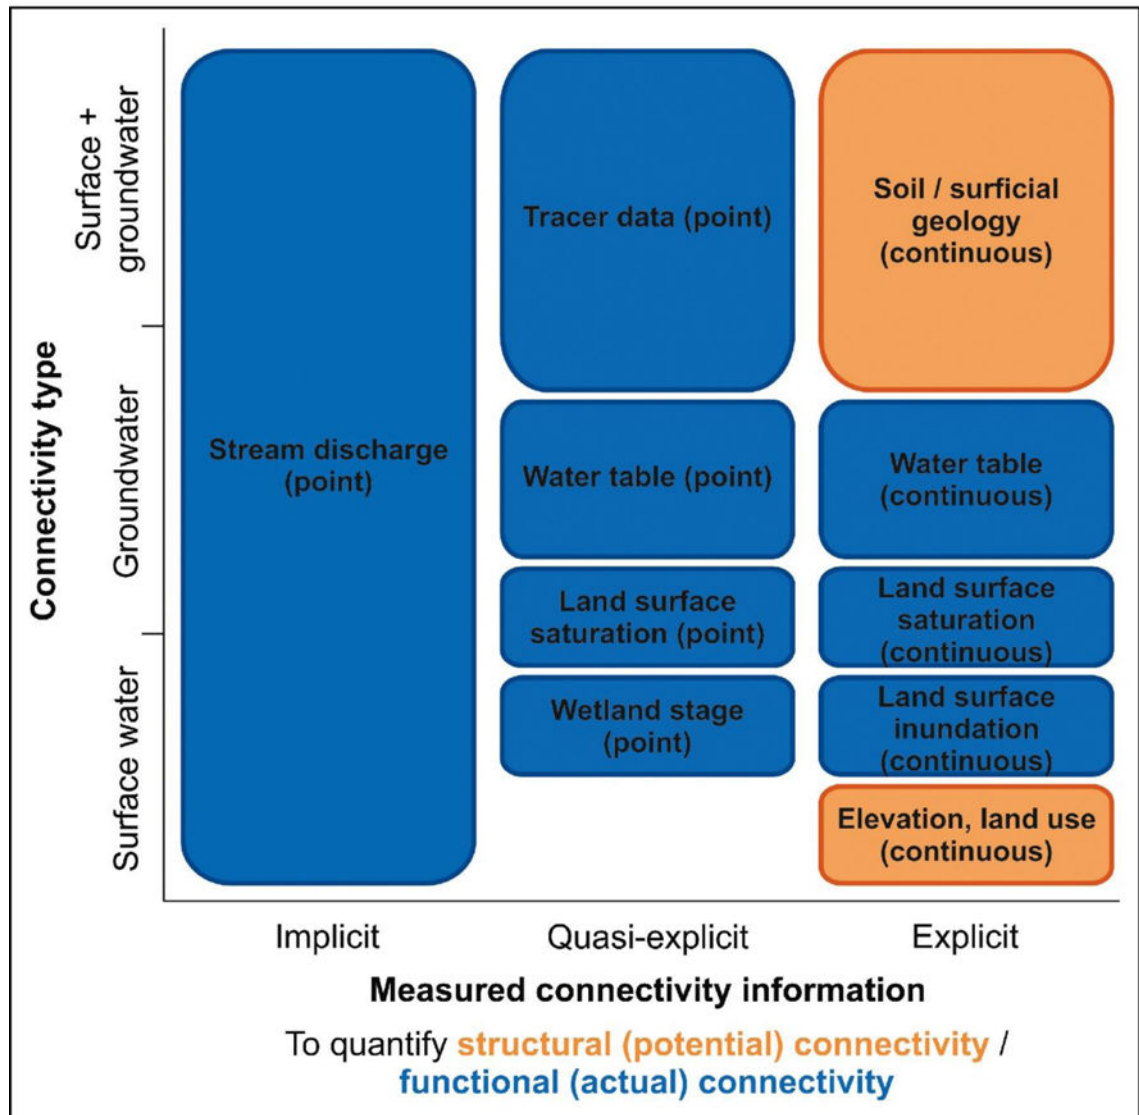 Connectivity type
Surface +
groundwater
Groundwater
Surface water
Stream discharge
(point)
Tracer data (point)
Water table (point)
Land surface
saturation (point)
Wetland stage
(point)
Soil / surficial
geology
(continuous)
Water table
(continuous)
Land surface
saturation
(continuous)
Land surface
inundation
(continuous)
Elevation, land use
(continuous)
Implicit
Quasi-explicit
Explicit
Measured connectivity information
To quantify structural (potential) connectivity /
functional (actual) connectivity